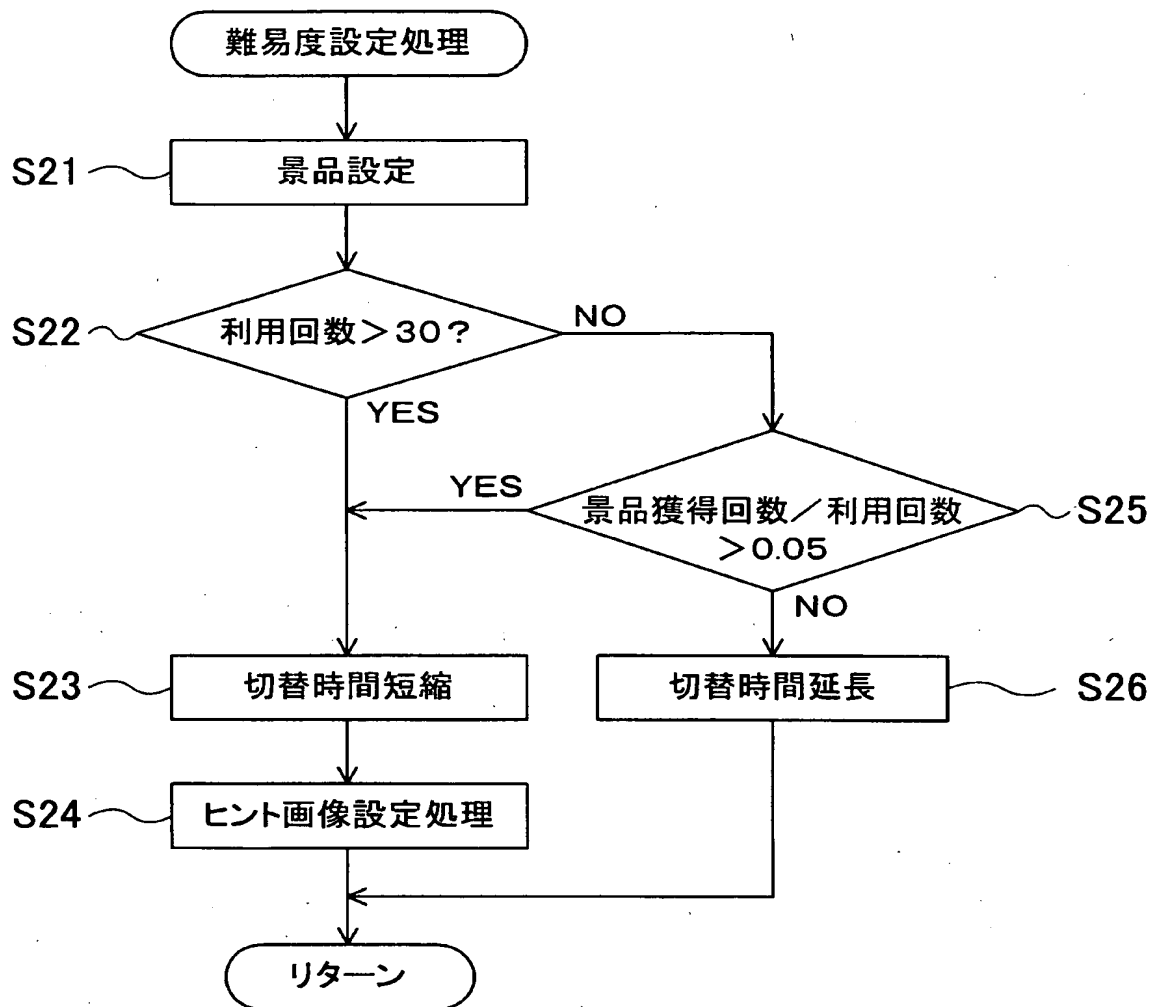 難易度設定処理
S21
景品設定
S22
利用回数＞30？
NO
YES
YES
景品獲得回数／利用回数
＞0.05
S25
NO
S23
切替時間短縮
切替時間延長
S26
S24
ヒント画像設定処理
リターン